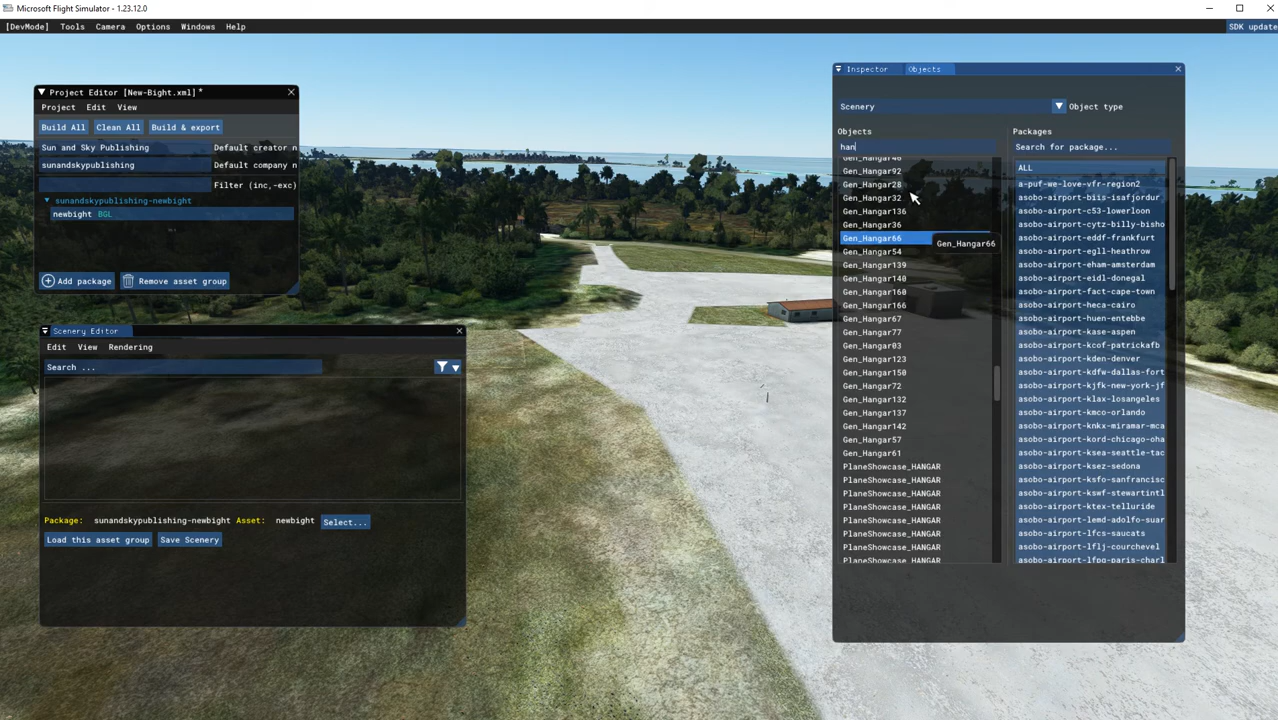 Microsoft Flight Simulator - 1.23.12.0
[DevMode] Tools Camera Options Windows Help
SDK update
Project Editor [New-Bight.xml] *
Project Edit View
Build All Clean All Build & export
Sun and Sky Publishing Default creator n
sunandskypublishing Default company n
Filter (inc,-exc)
sunandskypublishing-newbight
newbight BGL
Add package Remove asset group
Scenery Editor
Edit View Rendering
Search ...
Package: sunandskypublishing-newbight Asset: newbight Select...
Load this asset group Save Scenery
Inspector Objects
Scenery Object type
Objects
han
Gen_Hangar46
Gen_Hangar92
Gen_Hangar28
Gen_Hangar32
Gen_Hangar136
Gen_Hangar36
Gen_Hangar66
Gen_Hangar66
Gen_Hangar54
Gen_Hangar139
Gen_Hangar140
Gen_Hangar160
Gen_Hangar166
Gen_Hangar67
Gen_Hangar77
Gen_Hangar03
Gen_Hangar123
Gen_Hangar150
Gen_Hangar72
Gen_Hangar132
Gen_Hangar137
Gen_Hangar142
Gen_Hangar57
Gen_Hangar61
PlaneShowcase_HANGAR
PlaneShowcase_HANGAR
PlaneShowcase_HANGAR
PlaneShowcase_HANGAR
PlaneShowcase_HANGAR
PlaneShowcase_HANGAR
PlaneShowcase_HANGAR
PlaneShowcase_HANGAR
Packages
Search for package...
ALL
a-puf-we-love-vfr-region2
asobo-airport-biis-isafjordur
asobo-airport-c53-lowerloon
asobo-airport-cytz-billy-bisho
asobo-airport-eddf-frankfurt
asobo-airport-egll-heathrow
asobo-airport-eham-amsterdam
asobo-airport-eidl-donegal
asobo-airport-fact-cape-town
asobo-airport-heca-cairo
asobo-airport-huen-entebbe
asobo-airport-kase-aspen
asobo-airport-kcof-patrickafb
asobo-airport-kden-denver
asobo-airport-kdfw-dallas-fort
asobo-airport-kjfk-new-york-jf
asobo-airport-klax-losangeles
asobo-airport-kmco-orlando
asobo-airport-knkx-miramar-mca
asobo-airport-kord-chicago-oha
asobo-airport-ksea-seattle-tac
asobo-airport-ksez-sedona
asobo-airport-ksfo-sanfrancisc
asobo-airport-kswf-stewartintl
asobo-airport-ktex-telluride
asobo-airport-lemd-adolfo-suar
asobo-airport-lfcs-saucats
asobo-airport-lflj-courchevel
asobo-airport-lfpg-paris-charl